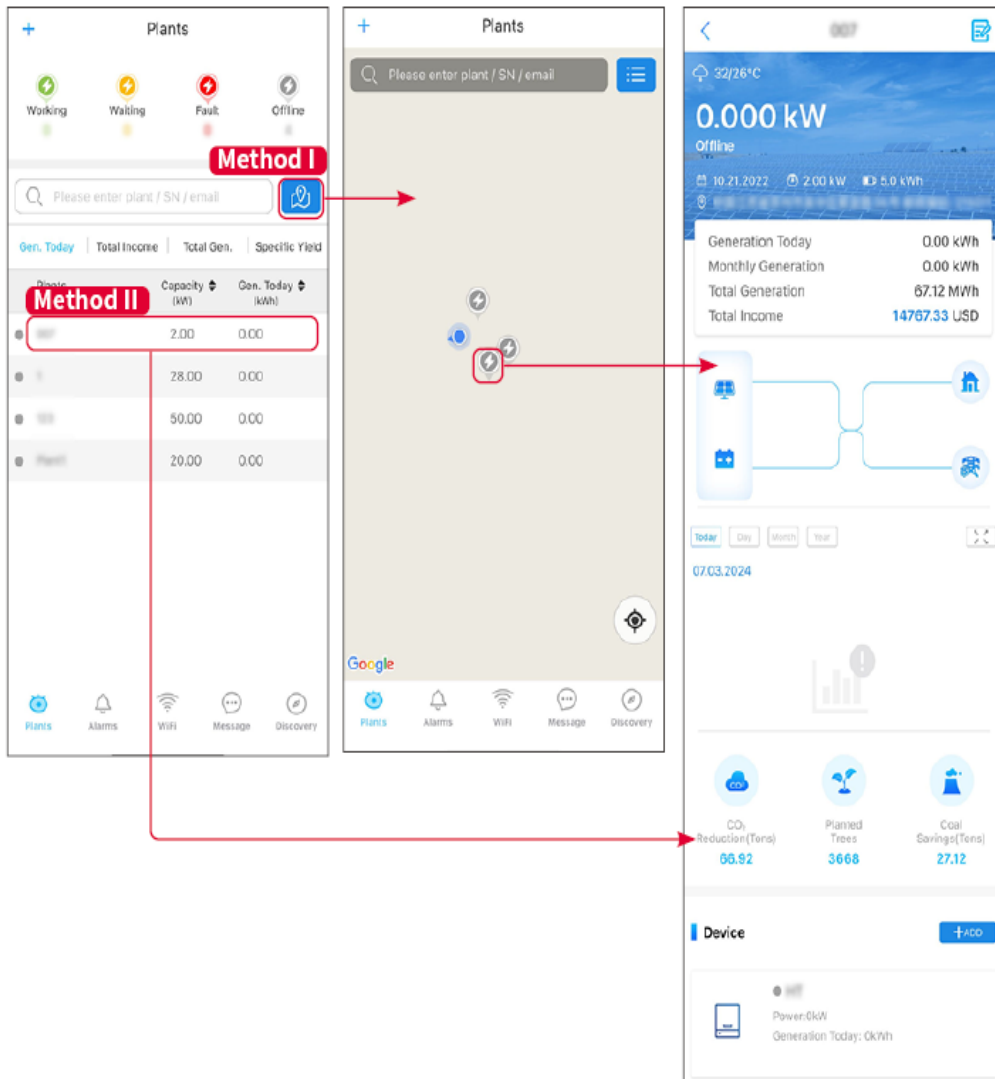 Plants
Working
Waiting
Fault
Offline
Method I
Please enter plant / SN / email
Gen. Today
Total Income
Total Gen.
Specific Yield
Plants
Capacity
(kW)
Gen. Today
(kWh)
Method II
2.00 0.00
28.00 0.00
50.00 0.00
20.00 0.00
Plants
Alarms
WiFi
Message
Discovery
Plants
Please enter plant / SN / email
Google
Plants
Alarms
WiFi
Message
Discovery
007
32/26°C
0.000 kW
Offline
10.21.2022 2.00 kW 5.0 kWh
Generation Today 0.00 kWh
Monthly Generation 0.00 kWh
Total Generation 67.12 MWh
Total Income 14767.33 USD
Today
Day
Month
Year
07.03.2024
CO₂
Reduction(Tons)
66.92
Planted
Trees
3668
Coal
Savings(Tons)
27.12
Device
+ADD
Power:0kW
Generation Today: 0kWh